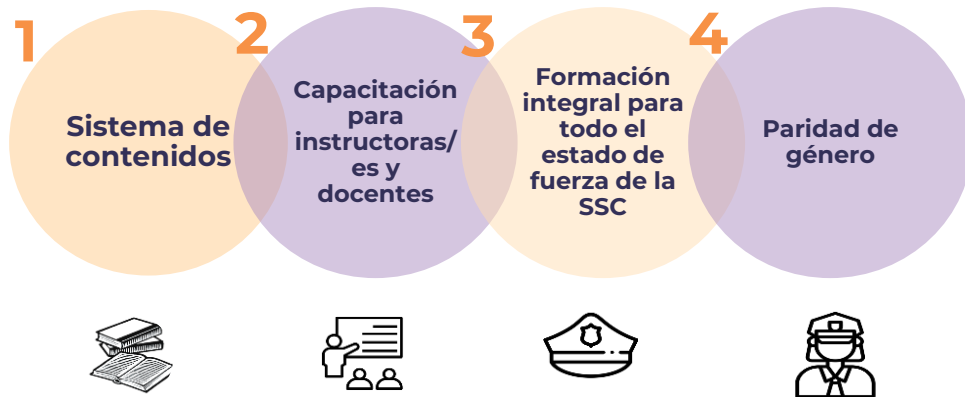 1
Sistema de
contenidos
2
Capacitación
para
instructoras/
es y
docentes
3
Formación
integral para
todo el
estado de
fuerza de la
SSC
4
Paridad de
género